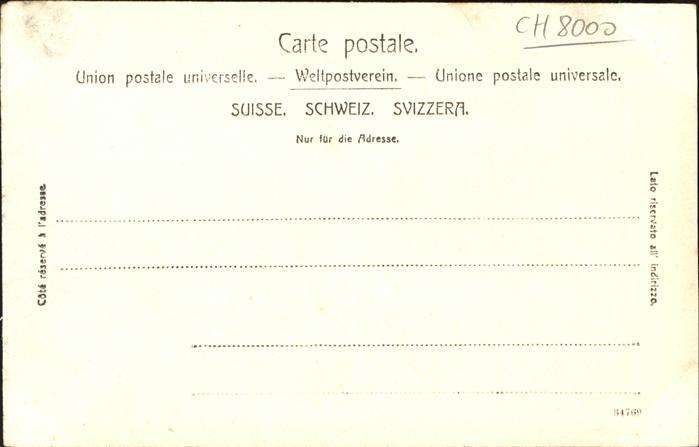 CH 8000
Carte postale.
Union postale universelle. — Weltpostverein. — Unione postale universale.
SUISSE. SCHWEIZ. SVIZZERA.
Nur für die Adresse.
Côté réservé à l'adresse.
Lato riservato all' indirizzo.
34769